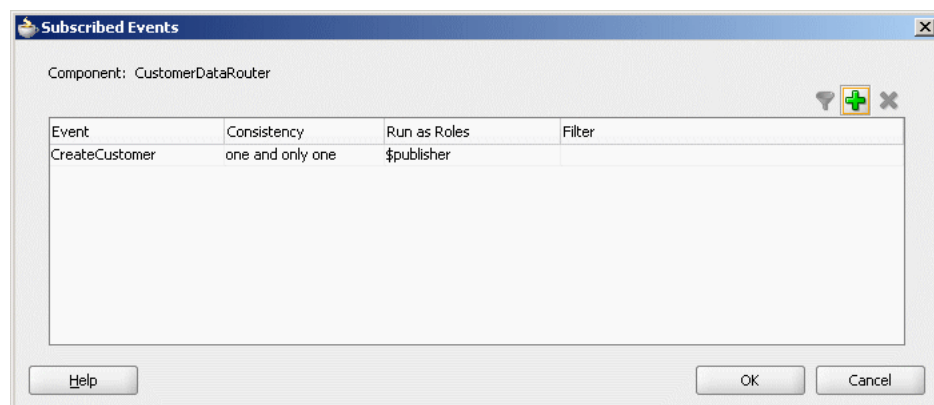 Subscribed Events
Component: CustomerDataRouter
Event Consistency Run as Roles Filter
CreateCustomer one and only one $publisher
Help OK Cancel